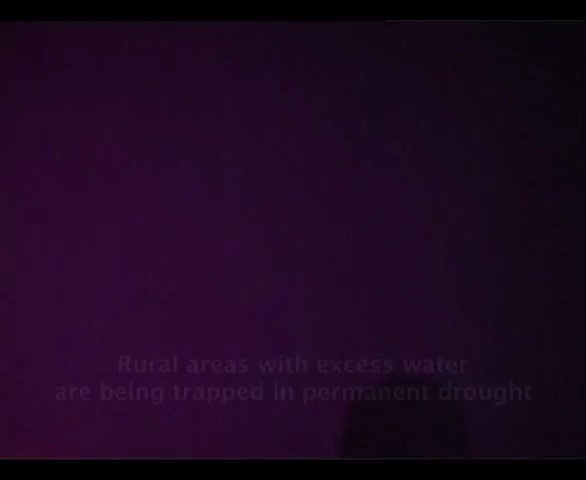 Rural areas with excess water
are being trapped in permanent drought